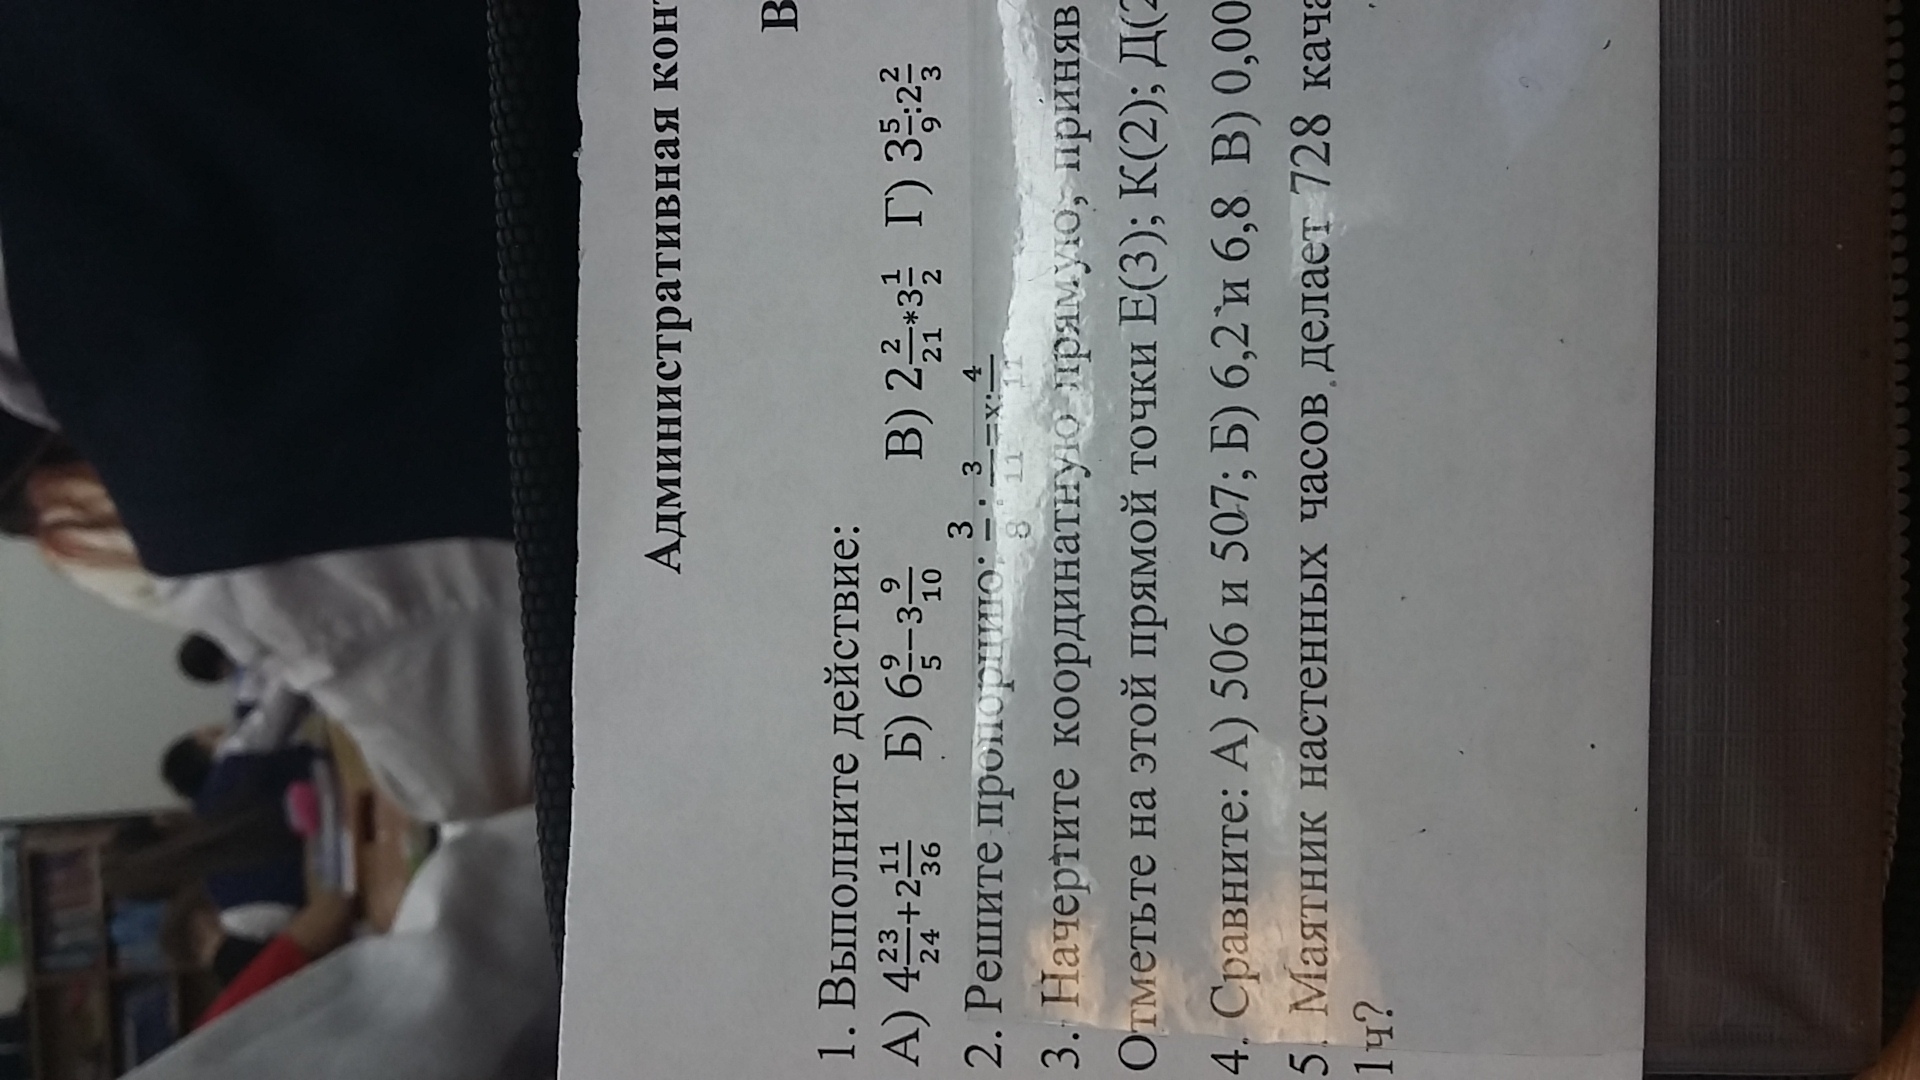 Административная конт
В
1. Выполните действие:
А) 4 23/24 + 2 11/36 Б) 6 9/5 − 3 9/10 В) 2 2/21 * 3 1/2 Г) 3 5/9 : 2 2/3
2. Решите пропорцию: 3/8 : 3/11 = х : 4/11
3. Начертите координатную прямую, приняв
Отметьте на этой прямой точки Е(3); К(2); Д(2
4. Сравните: А) 506 и 507; Б) 6,2 и 6,8 В) 0,00
5. Маятник настенных часов делает 728 кача
1ч?